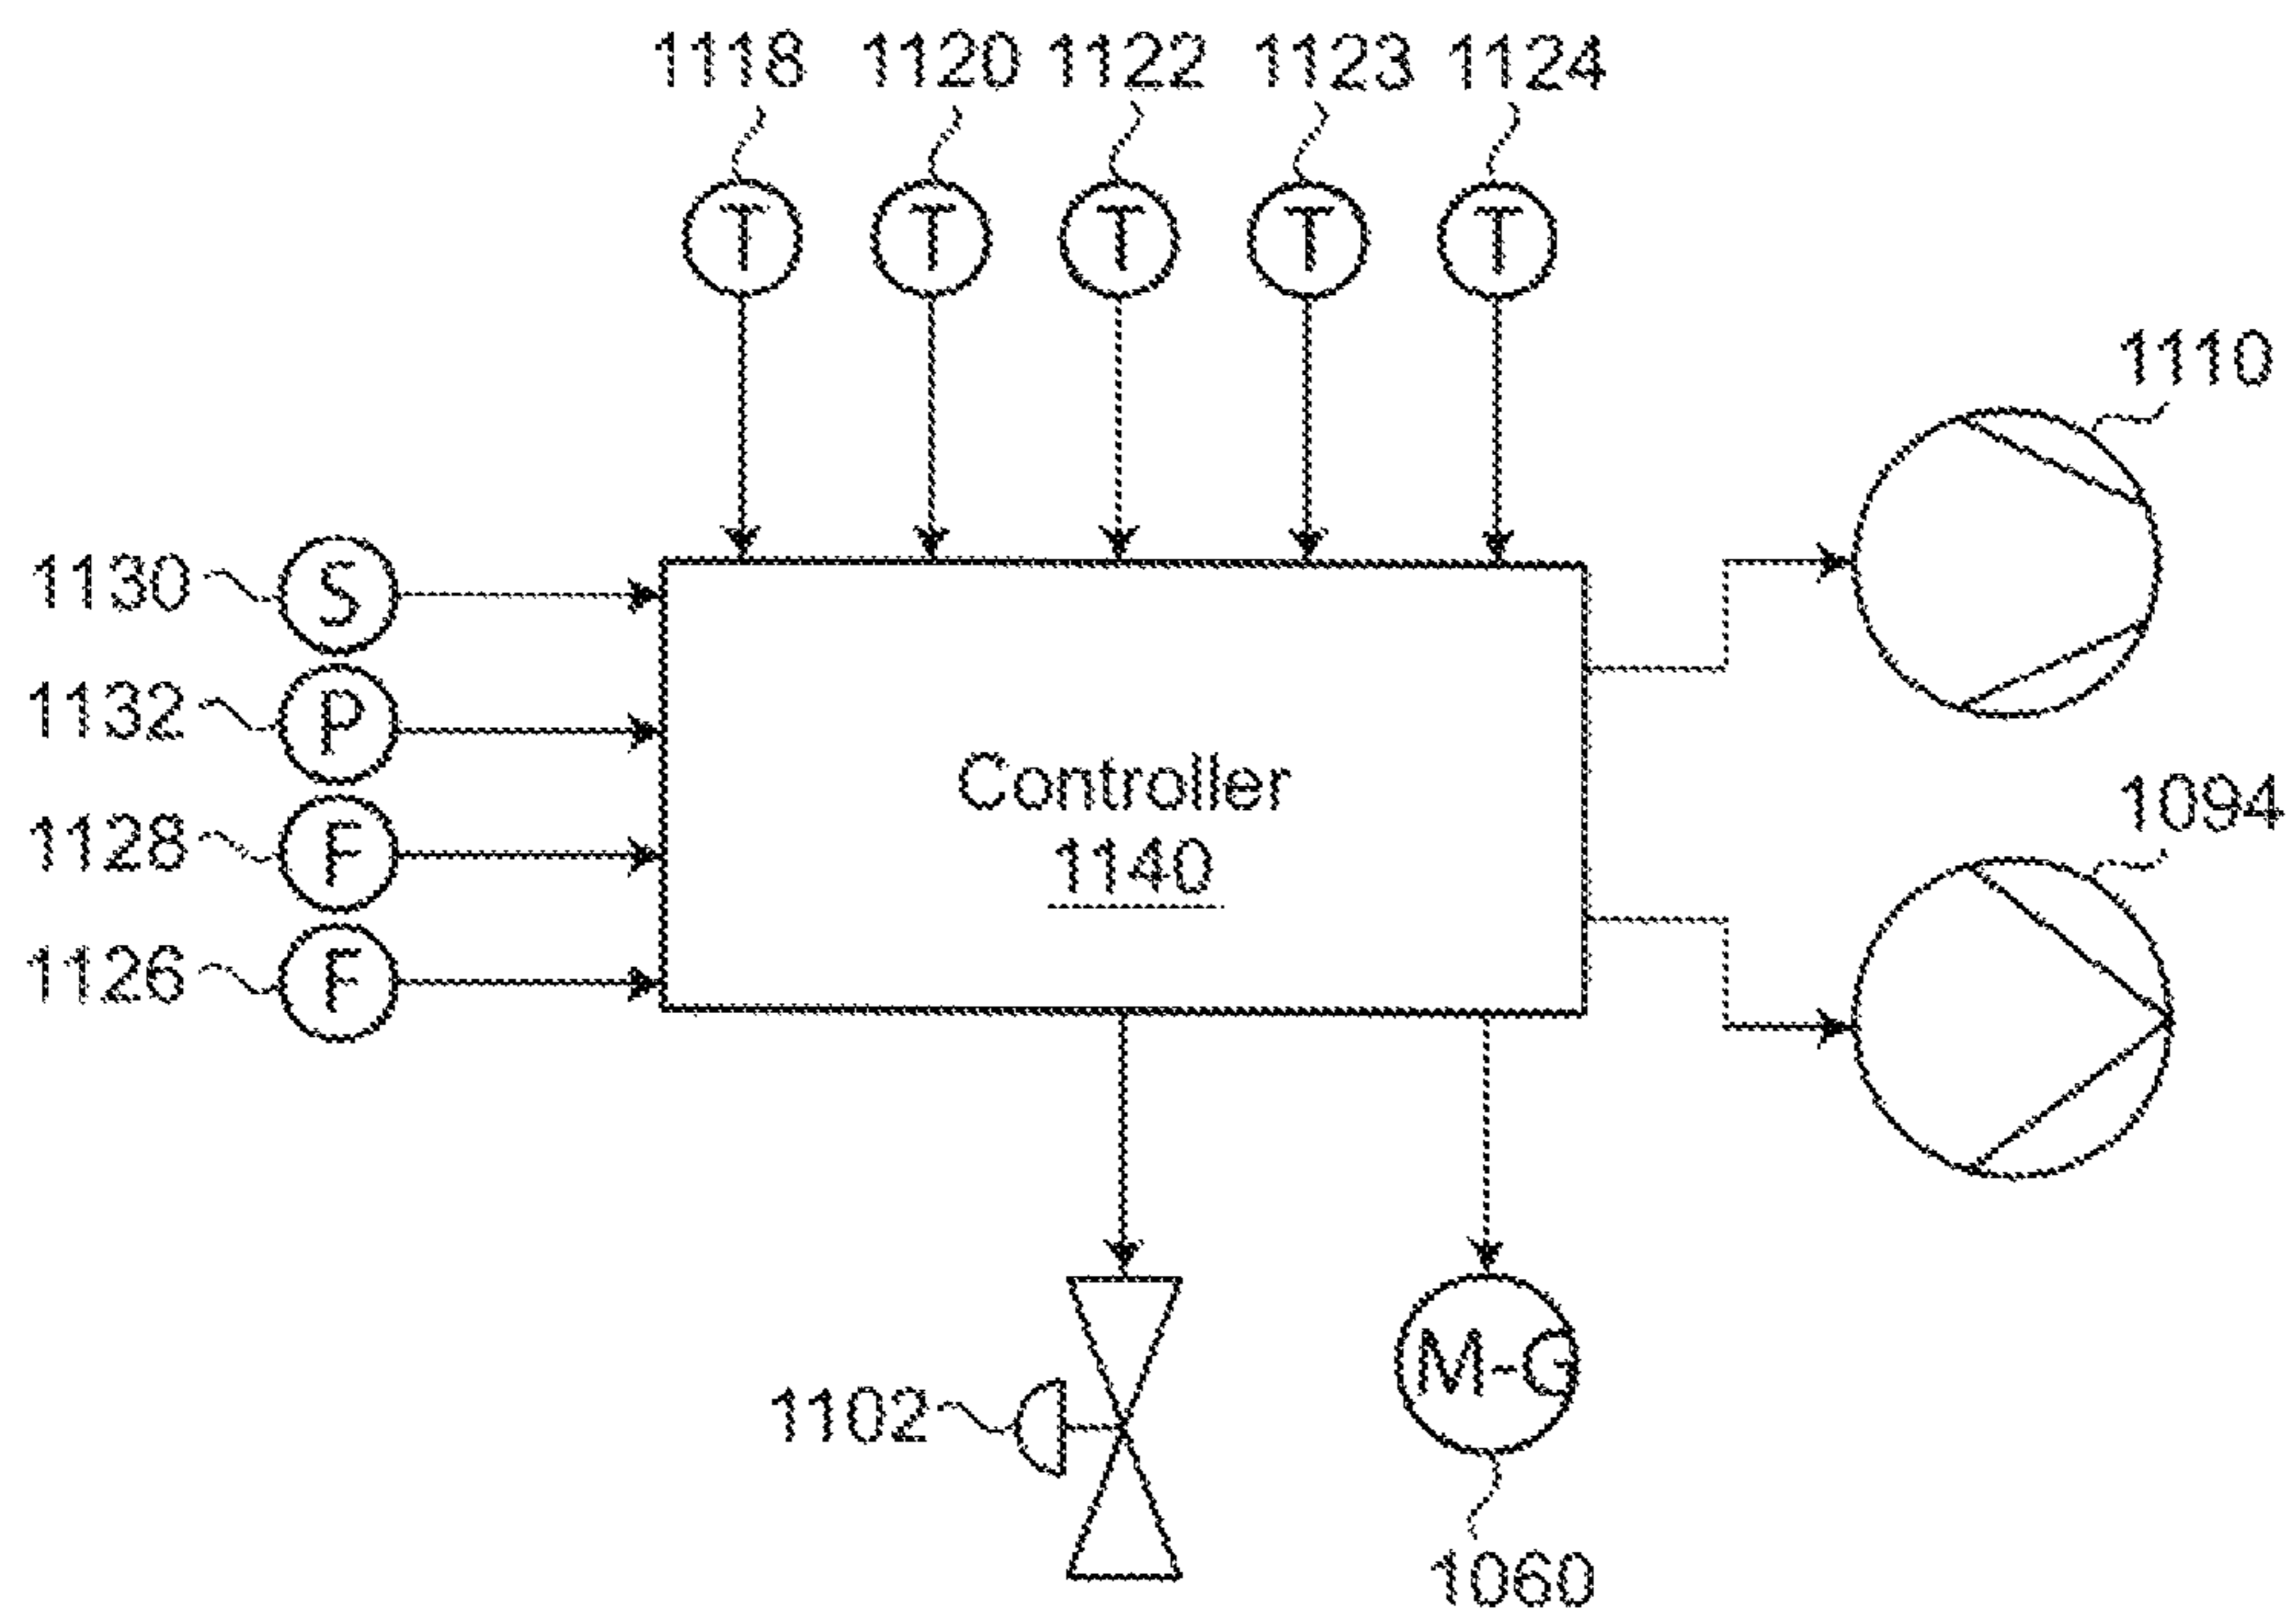 1118 1120 1122 1123 1124
T T T T T
1110
1130 S
1132 P
1128 F
1126 F
Controller
1140
1094
1102
M-G
1060